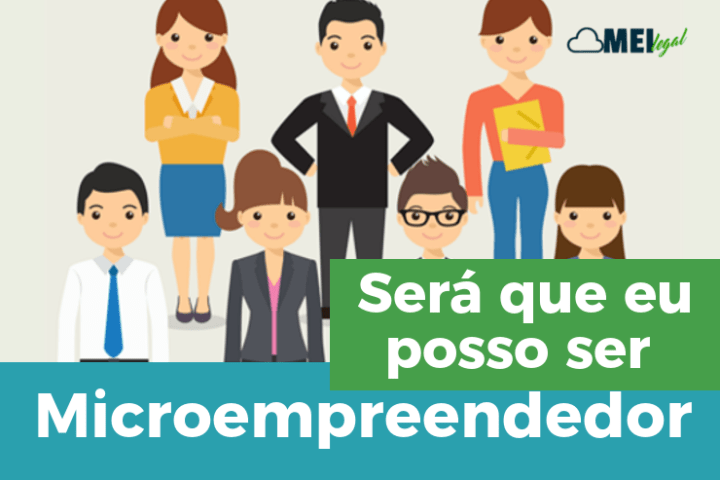 MEI legal
Será que eu
posso ser
Microempreendedor